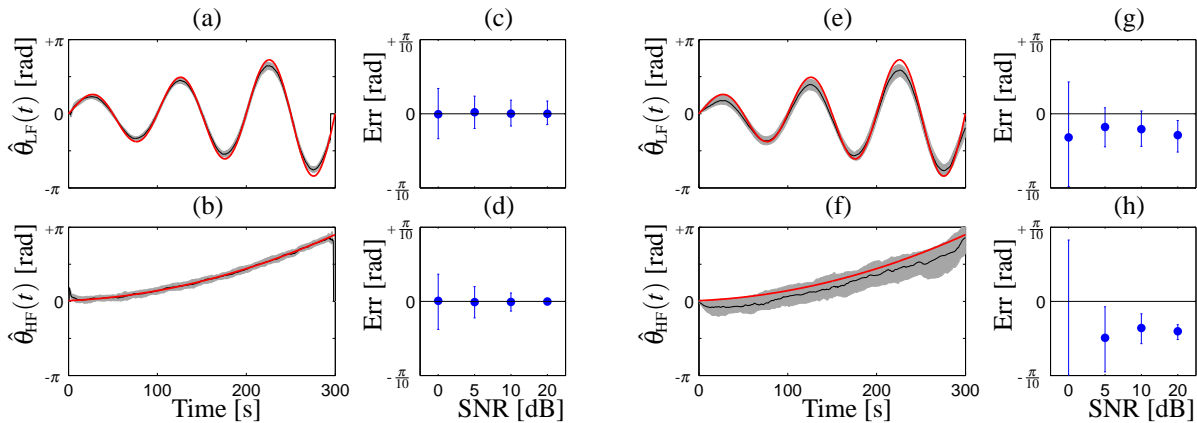 (a) (c) (e) (g)
+π +π/10 +π +π/10
θ̂LF(t) [rad] Err [rad] θ̂LF(t) [rad] Err [rad]
0 0 0 0
-π -π/10 -π -π/10
(b) (d) (f) (h)
+π +π/10 +π +π/10
θ̂HF(t) [rad] Err [rad] θ̂HF(t) [rad] Err [rad]
0 0 0 0
-π -π/10 -π -π/10
0 100 200 300 0 5 10 20 0 100 200 300 0 5 10 20
Time [s] SNR [dB] Time [s] SNR [dB]